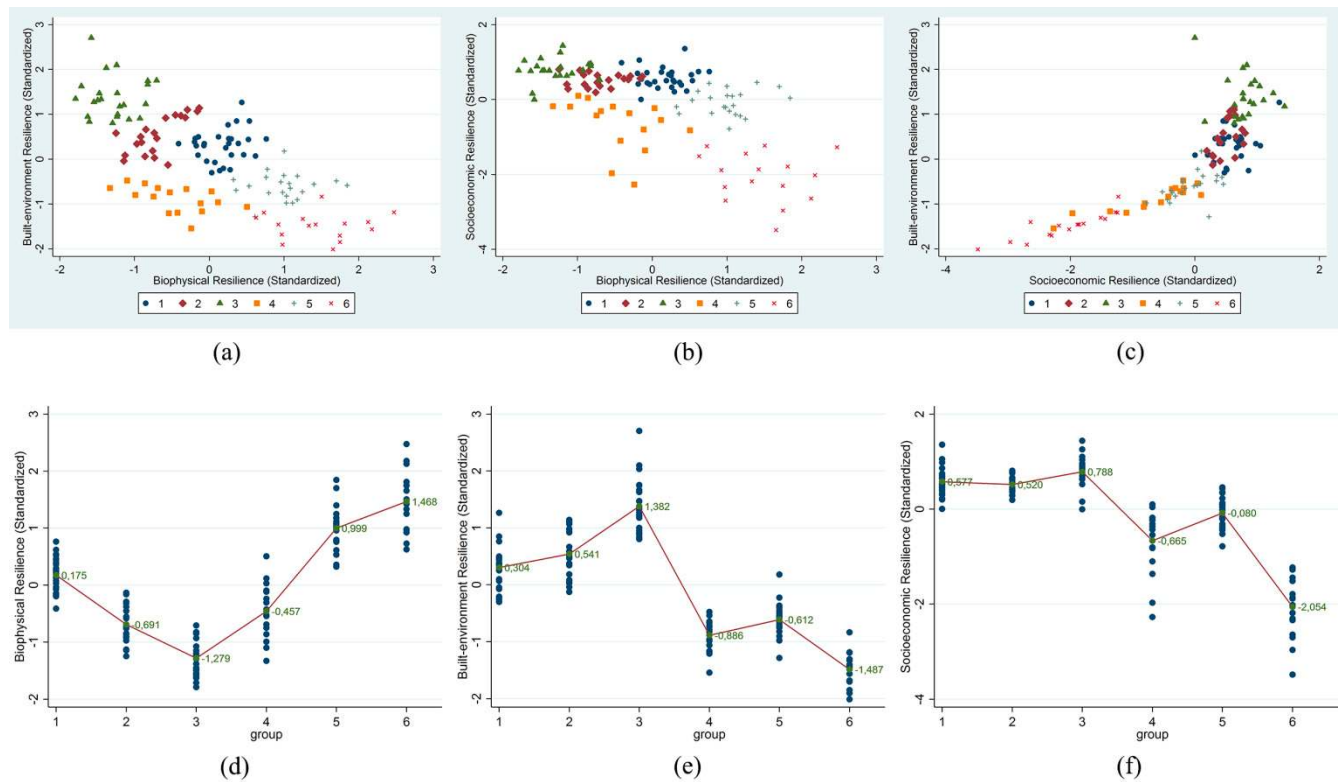 Built-environment Resilience (Standardized)
3
2
1
0
-1
-2
-2 -1 0 1 2 3
Biophysical Resilience (Standardized)
1 2 3 4 5 6
(a)
Socioeconomic Resilience (Standardized)
2
0
-2
-4
-2 -1 0 1 2 3
Biophysical Resilience (Standardized)
1 2 3 4 5 6
(b)
Built-environment Resilience (Standardized)
3
2
1
0
-1
-2
-4 -2 0 2
Socioeconomic Resilience (Standardized)
1 2 3 4 5 6
(c)
Biophysical Resilience (Standardized)
3
2
1
0
-1
-2
0,175
-0,691
-1,279
-0,457
0,999
1,468
1 2 3 4 5 6
group
(d)
Built-environment Resilience (Standardized)
3
2
1
0
-1
-2
0,304
0,541
1,382
-0,886
-0,612
-1,487
1 2 3 4 5 6
group
(e)
Socioeconomic Resilience (Standardized)
2
0
-2
-4
0,577
0,520
0,788
-0,665
-0,080
-2,054
1 2 3 4 5 6
group
(f)